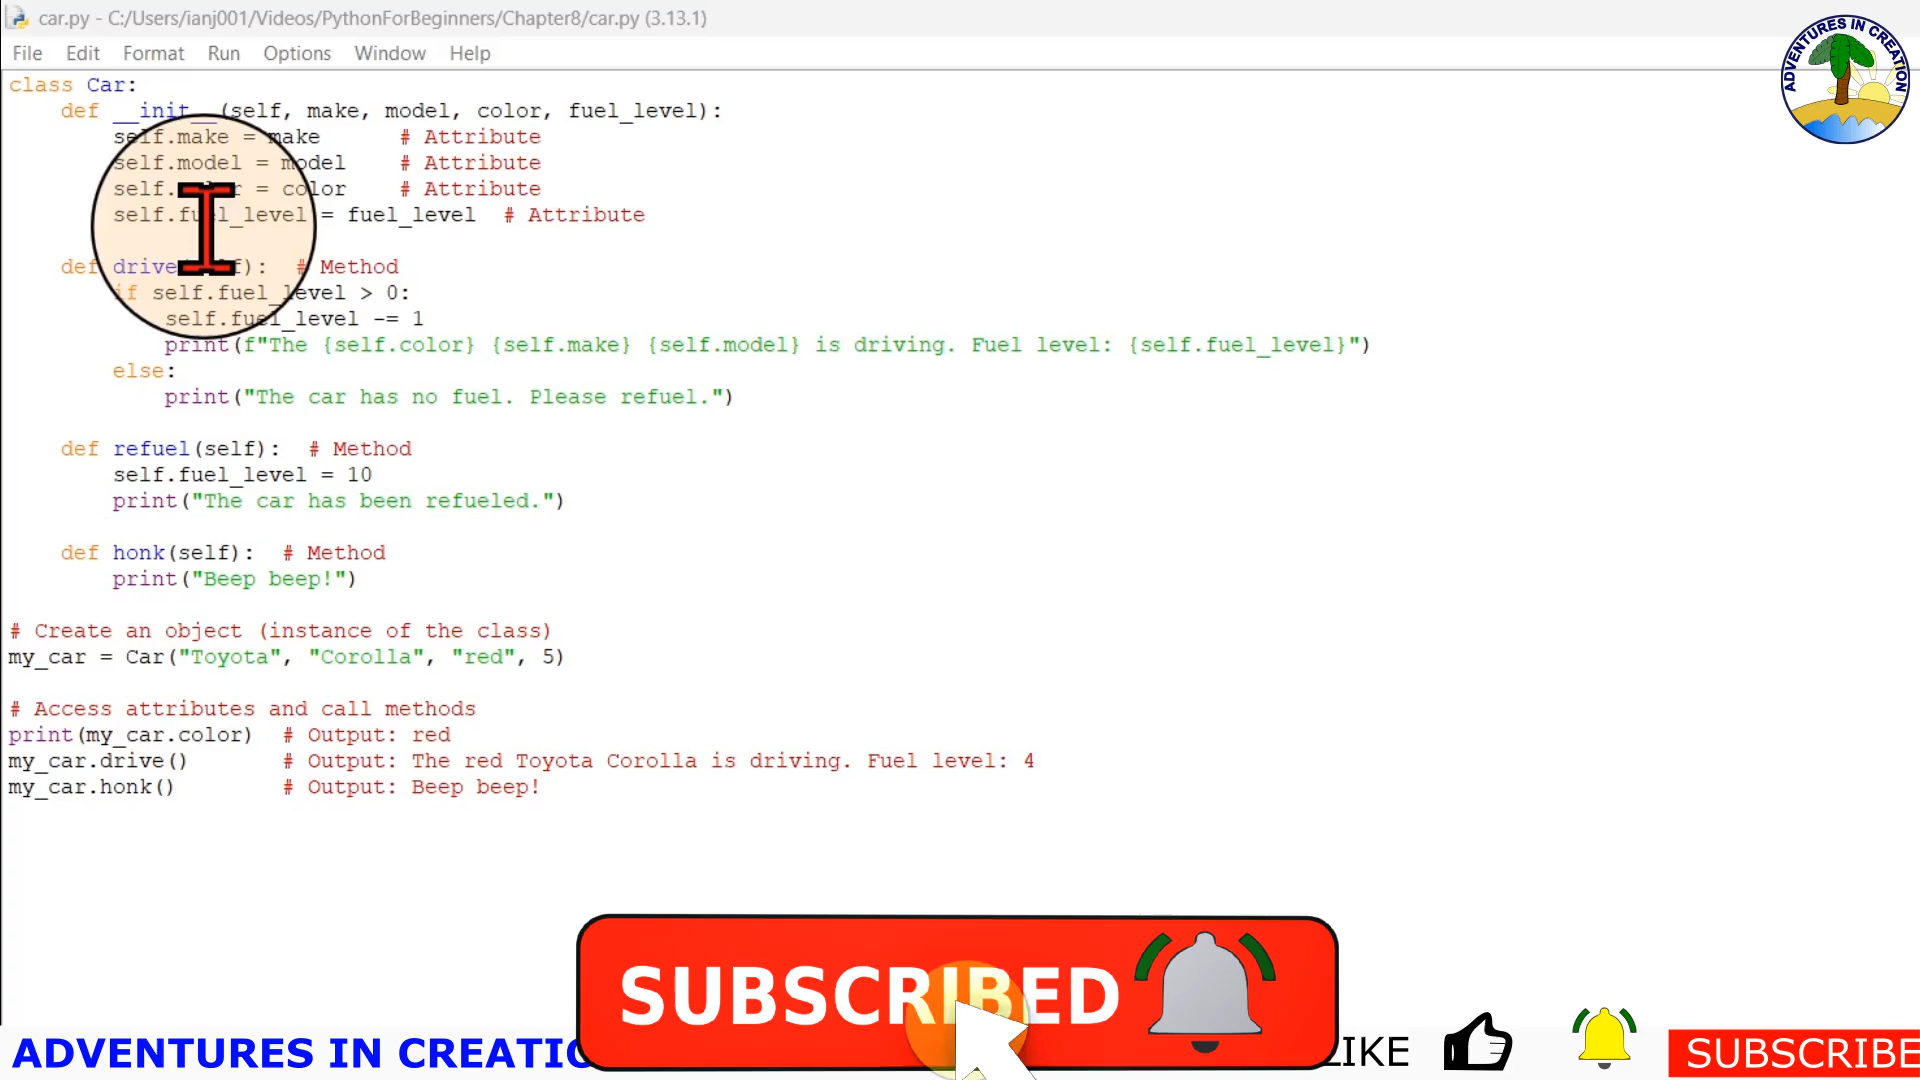 car.py - C:/Users/ianj001/Videos/PythonForBeginners/Chapter8/car.py (3.13.1)
File Edit Format Run Options Window Help
ADVENTURES IN CREATION
class Car:
    def __init__(self, make, model, color, fuel_level):
        self.make = make      # Attribute
        self.model = model    # Attribute
        self.color = color    # Attribute
        self.fuel_level = fuel_level  # Attribute
    def drive(self):  # Method
        if self.fuel_level > 0:
            self.fuel_level -= 1
            print(f"The {self.color} {self.make} {self.model} is driving. Fuel level: {self.fuel_level}")
        else:
            print("The car has no fuel. Please refuel.")
    def refuel(self):  # Method
        self.fuel_level = 10
        print("The car has been refueled.")
    def honk(self):  # Method
        print("Beep beep!")
# Create an object (instance of the class)
my_car = Car("Toyota", "Corolla", "red", 5)
# Access attributes and call methods
print(my_car.color)  # Output: red
my_car.drive()       # Output: The red Toyota Corolla is driving. Fuel level: 4
my_car.honk()        # Output: Beep beep!
SUBSCRIBED
ADVENTURES IN CREATIO IKE SUBSCRIBE